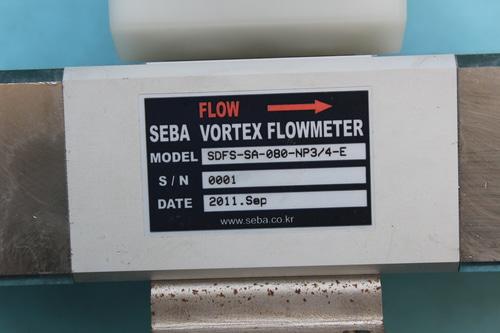 FLOW
SEBA VORTEX FLOWMETER
MODEL SDFS-SA-080-NP3/4-E
S/N 0001
DATE 2011.Sep
www.seba.co.kr